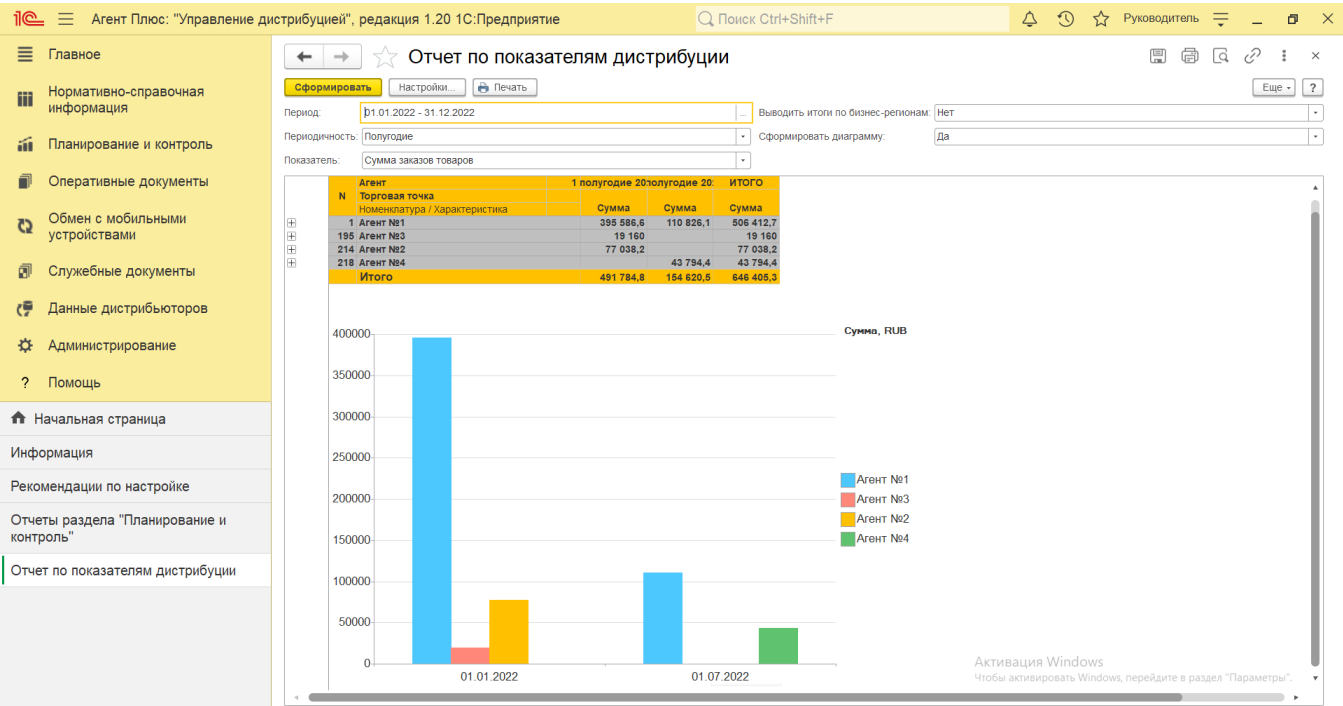 1С Агент Плюс: "Управление дистрибуцией", редакция 1.20 1С:Предприятие
Поиск Ctrl+Shift+F
Руководитель
Главное
Нормативно-справочная
информация
Планирование и контроль
Оперативные документы
Обмен с мобильными
устройствами
Служебные документы
Данные дистрибьюторов
Администрирование
? Помощь
Начальная страница
Информация
Рекомендации по настройке
Отчеты раздела "Планирование и
контроль"
Отчет по показателям дистрибуции
Отчет по показателям дистрибуции
Сформировать Настройки... Печать Еще ?
Период: 01.01.2022 - 31.12.2022 ... Выводить итоги по бизнес-регионам: Нет
Периодичность: Полугодие Сформировать диаграмму: Да
Показатель: Сумма заказов товаров
N Агент 1 полугодие 20 полугодие 20: ИТОГО
Торговая точка
Номенклатура / Характеристика Сумма Сумма Сумма
1 Агент №1 395 586,6 110 826,1 506 412,7
195 Агент №3 19 160 19 160
214 Агент №2 77 038,2 77 038,2
218 Агент №4 43 794,4 43 794,4
Итого 491 784,8 154 620,5 646 405,3
Сумма, RUB
400000
350000
300000
250000
200000
150000
100000
50000
0
01.01.2022 01.07.2022
Агент №1
Агент №3
Агент №2
Агент №4
Активация Windows
Чтобы активировать Windows, перейдите в раздел "Параметры".